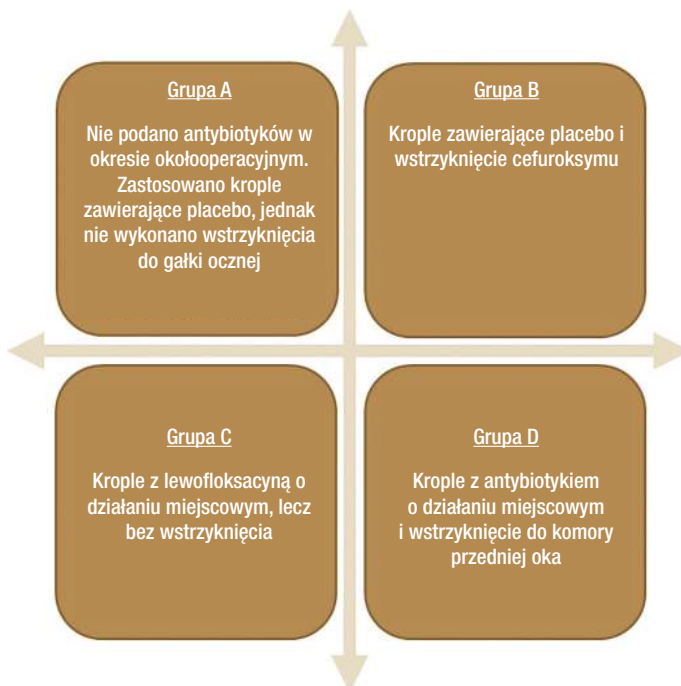 Grupa A
Nie podano antybiotyków w
okresie okołooperacyjnym.
Zastosowano krople
zawierające placebo, jednak
nie wykonano wstrzyknięcia
do gałki ocznej
Grupa B
Krople zawierające placebo i
wstrzyknięcie cefuroksymu
Grupa C
Krople z lewofloksacyną o
działaniu miejscowym, lecz
bez wstrzyknięcia
Grupa D
Krople z antybiotykiem
o działaniu miejscowym
i wstrzyknięcie do komory
przedniej oka